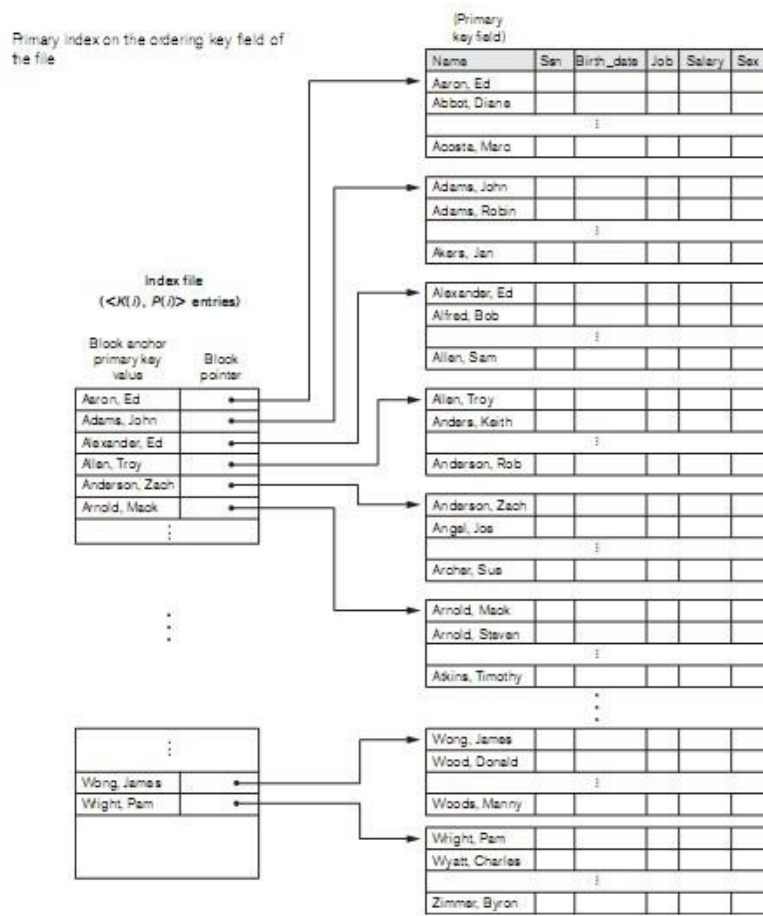 Primary index on the ordering key field of
the file
(Primary
key field)
Name Ssn Birth_date Job Salary Sex
Aaron, Ed
Abbot, Diane
⋮
Acosta, Marc
Adams, John
Adams, Robin
⋮
Akers, Jan
Alexander, Ed
Alfred, Bob
⋮
Allen, Sam
Allen, Troy
Anders, Keith
⋮
Anderson, Rob
Anderson, Zach
Angel, Joe
⋮
Archer, Sue
Arnold, Mack
Arnold, Steven
⋮
Atkins, Timothy
⋮
Wong, James
Wood, Donald
⋮
Woods, Manny
Wright, Pam
Wyatt, Charles
⋮
Zimmer, Byron
Index file
(<K(i), P(i)> entries)
Block anchor
primary key
value
Block
pointer
Aaron, Ed
Adams, John
Alexander, Ed
Allen, Troy
Anderson, Zach
Arnold, Mack
⋮
⋮
⋮
Wong, James
Wright, Pam